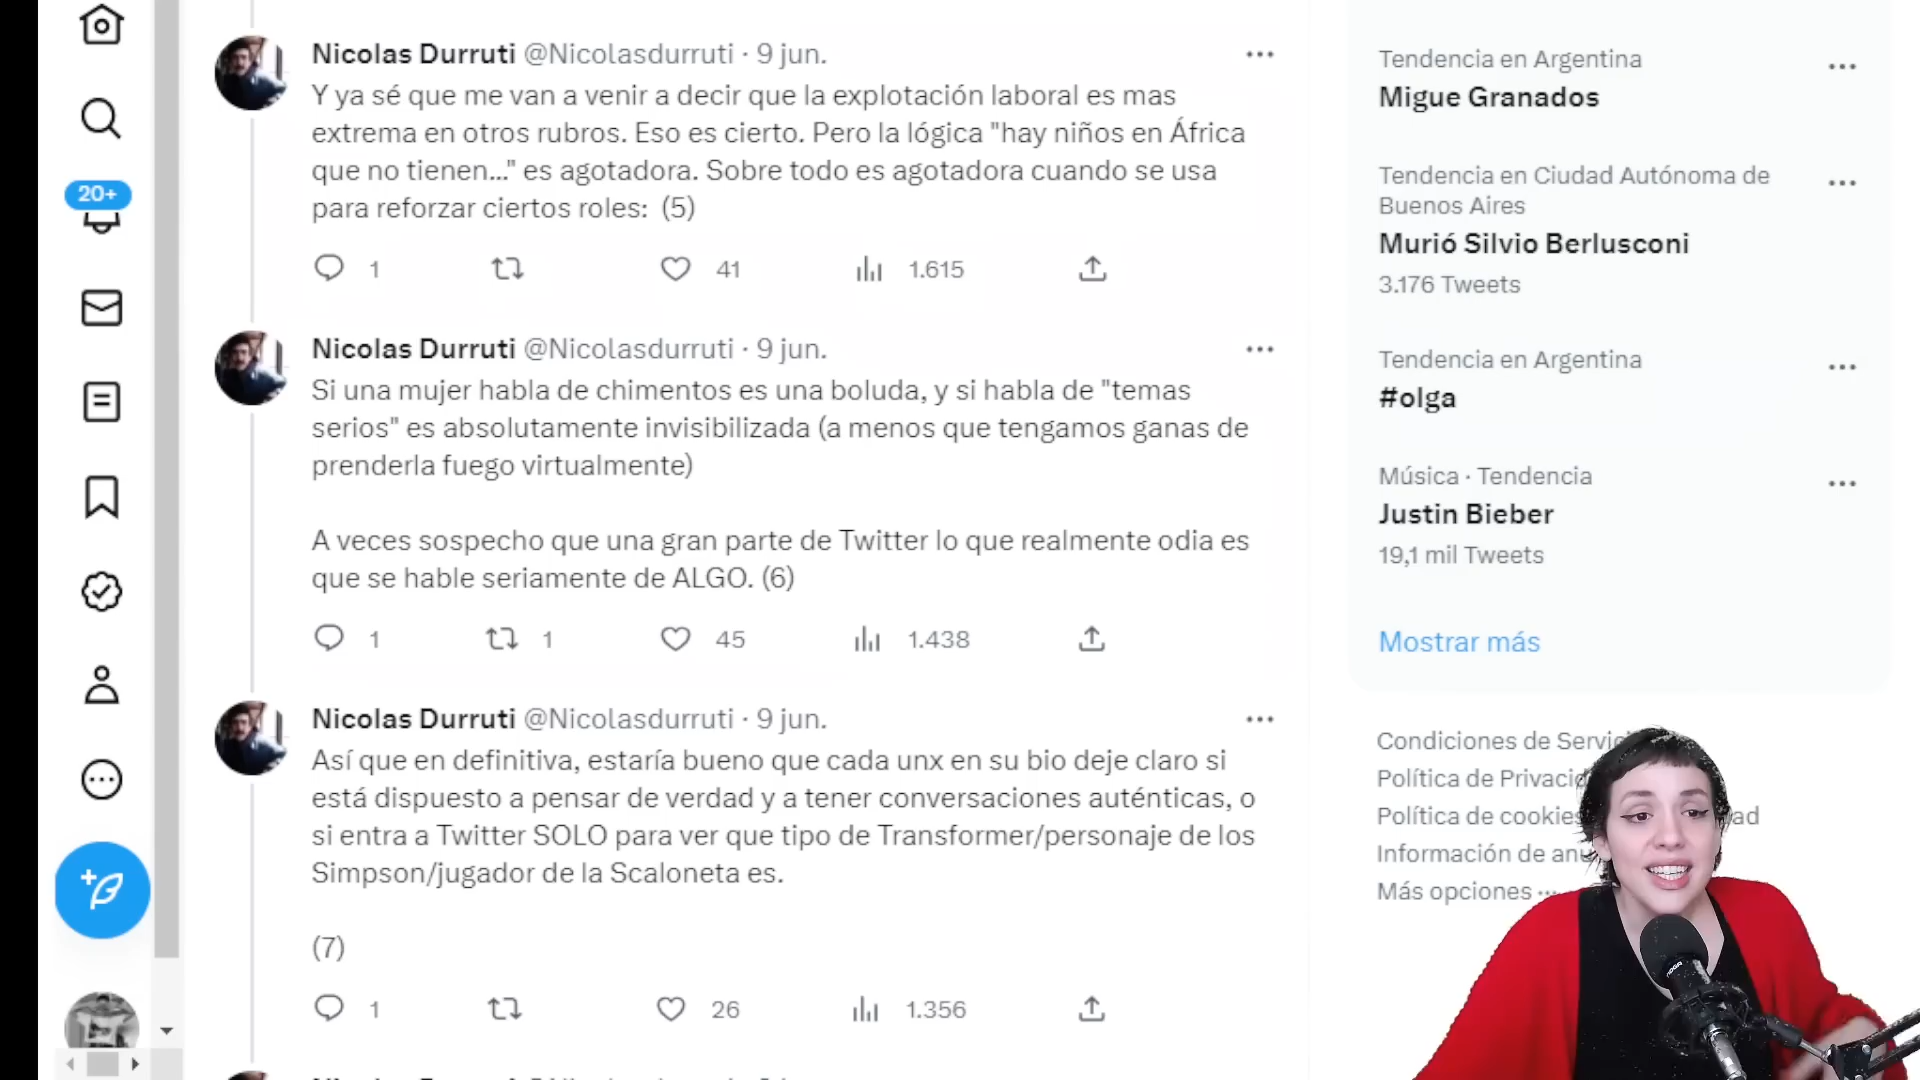 20+
Nicolas Durruti @Nicolasdurruti · 9 jun.
Y ya sé que me van a venir a decir que la explotación laboral es mas
extrema en otros rubros. Eso es cierto. Pero la lógica "hay niños en África
que no tienen..." es agotadora. Sobre todo es agotadora cuando se usa
para reforzar ciertos roles: (5)
1 41 1.615
Nicolas Durruti @Nicolasdurruti · 9 jun.
Si una mujer habla de chimentos es una boluda, y si habla de "temas
serios" es absolutamente invisibilizada (a menos que tengamos ganas de
prenderla fuego virtualmente)
A veces sospecho que una gran parte de Twitter lo que realmente odia es
que se hable seriamente de ALGO. (6)
1 1 45 1.438
Nicolas Durruti @Nicolasdurruti · 9 jun.
Así que en definitiva, estaría bueno que cada unx en su bio deje claro si
está dispuesto a pensar de verdad y a tener conversaciones auténticas, o
si entra a Twitter SOLO para ver que tipo de Transformer/personaje de los
Simpson/jugador de la Scaloneta es.
(7)
1 26 1.356
Tendencia en Argentina
Migue Granados
Tendencia en Ciudad Autónoma de
Buenos Aires
Murió Silvio Berlusconi
3.176 Tweets
Tendencia en Argentina
#olga
Música · Tendencia
Justin Bieber
19,1 mil Tweets
Mostrar más
Condiciones de Servici
Política de Privacid
Política de cookies ad
Información de anu
Más opciones ...